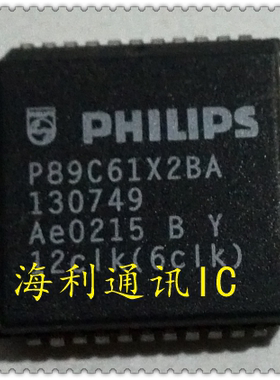 PHILIPS
P89C61X2BA
130749
Ae0215 B Y
12clk(6clk)
海利通讯IC